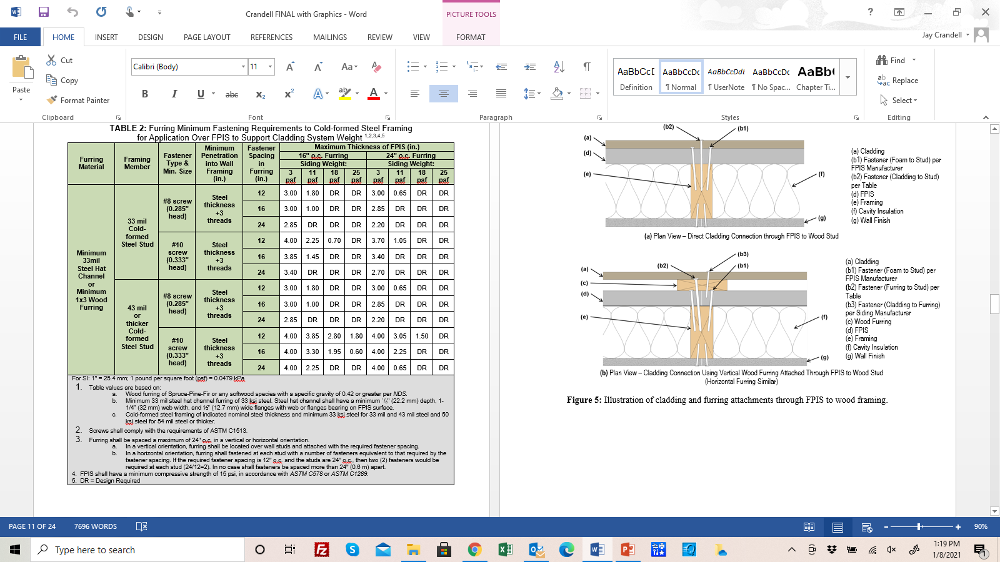 Crandell FINAL with Graphics - Word
PICTURE TOOLS
?
FILE
HOME
INSERT
DESIGN
PAGE LAYOUT
REFERENCES
MAILINGS
REVIEW
VIEW
FORMAT
Jay Crandell
Paste
Cut
Copy
Format Painter
Clipboard
Calibri (Body)
11
Font
Paragraph
AaBbCcDdI
AaBbCcDc
AaBbCcDdI
AaBbCcDc
AaBb(
Definition
¶ Normal
¶ UserNote
¶ No Spac...
Chapter Ti...
Styles
Find
Replace
Select
Editing
TABLE 2: Furring Minimum Fastening Requirements to Cold-formed Steel Framing
for Application Over FPIS to Support Cladding System Weight 1,2,3,4,5
Furring Material
Framing Member
Fastener Type & Min. Size
Minimum Penetration into Wall Framing (in.)
Fastener Spacing in Furring (in.)
Maximum Thickness of FPIS (in.)
16" o.c. Furring
24" o.c. Furring
Siding Weight:
Siding Weight:
3 psf 11 psf 18 psf 25 psf 3 psf 11 psf 18 psf 25 psf
Minimum 33mil Steel Hat Channel or Minimum 1x3 Wood Furring
33 mil Cold-formed Steel Stud
#8 screw (0.285" head)
Steel thickness +3 threads
12 3.00 1.80 DR DR 3.00 0.65 DR DR
16 3.00 1.00 DR DR 2.85 DR DR DR
24 2.85 DR DR DR 2.20 DR DR DR
#10 screw (0.333" head)
Steel thickness +3 threads
12 4.00 2.25 0.70 DR 3.70 1.05 DR DR
16 3.85 1.45 DR DR 3.40 DR DR DR
24 3.40 DR DR DR 2.70 DR DR DR
43 mil or thicker Cold-formed Steel Stud
#8 screw (0.285" head)
Steel thickness +3 threads
12 3.00 1.80 DR DR 3.00 0.65 DR DR
16 3.00 1.00 DR DR 2.85 DR DR DR
24 2.85 DR DR DR 2.20 DR DR DR
#10 screw (0.333" head)
Steel thickness +3 threads
12 4.00 3.85 2.80 1.80 4.00 3.05 1.50 DR
16 4.00 3.30 1.95 0.60 4.00 2.25 DR DR
24 4.00 2.25 DR DR 4.00 0.65 DR DR
For SI: 1" = 25.4 mm; 1 pound per square foot (psf) = 0.0479 kPa
1. Table values are based on:
a. Wood furring of Spruce-Pine-Fir or any softwood species with a specific gravity of 0.42 or greater per NDS.
b. Minimum 33 mil steel hat channel furring of 33 ksi steel. Steel hat channel shall have a minimum ⁷/₈" (22.2 mm) depth, 1-
1/4" (32 mm) web width, and ½" (12.7 mm) wide flanges with web or flanges bearing on FPIS surface.
c. Cold-formed steel framing of indicated nominal steel thickness and minimum 33 ksi steel for 33 mil and 43 mil steel and 50
ksi steel for 54 mil steel or thicker.
2. Screws shall comply with the requirements of ASTM C1513.
3. Furring shall be spaced a maximum of 24" o.c. in a vertical or horizontal orientation.
a. In a vertical orientation, furring shall be located over wall studs and attached with the required fastener spacing.
b. In a horizontal orientation, furring shall fastened at each stud with a number of fasteners equivalent to that required by the
fastener spacing. If the required fastener spacing is 12" o.c. and the studs are 24" o.c., then two (2) fasteners would be
required at each stud (24/12=2). In no case shall fasteners be spaced more than 24" (0.6 m) apart.
4. FPIS shall have a minimum compressive strength of 15 psi, in accordance with ASTM C578 or ASTM C1289.
5. DR = Design Required
(b2)
(b1)
(a)
(d)
(e)
(f)
(g)
(a) Cladding
(b1) Fastener (Foam to Stud) per
FPIS Manufacturer
(b2) Fastener (Cladding to Stud)
per Table
(d) FPIS
(e) Framing
(f) Cavity Insulation
(g) Wall Finish
(a) Plan View – Direct Cladding Connection through FPIS to Wood Stud
(b3)
(b2)
(b1)
(a)
(c)
(d)
(e)
(f)
(g)
(a) Cladding
(b1) Fastener (Foam to Stud) per
FPIS Manufacturer
(b2) Fastener (Furring to Stud) per
Table
(b3) Fastener (Cladding to Furring)
per Siding Manufacturer
(c) Wood Furring
(d) FPIS
(e) Framing
(f) Cavity Insulation
(g) Wall Finish
(b) Plan View – Cladding Connection Using Vertical Wood Furring Attached Through FPIS to Wood Stud
(Horizontal Furring Similar)
Figure 5: Illustration of cladding and furring attachments through FPIS to wood framing.
PAGE 11 OF 24
7696 WORDS
90%
Type here to search
1:19 PM
1/8/2021
1